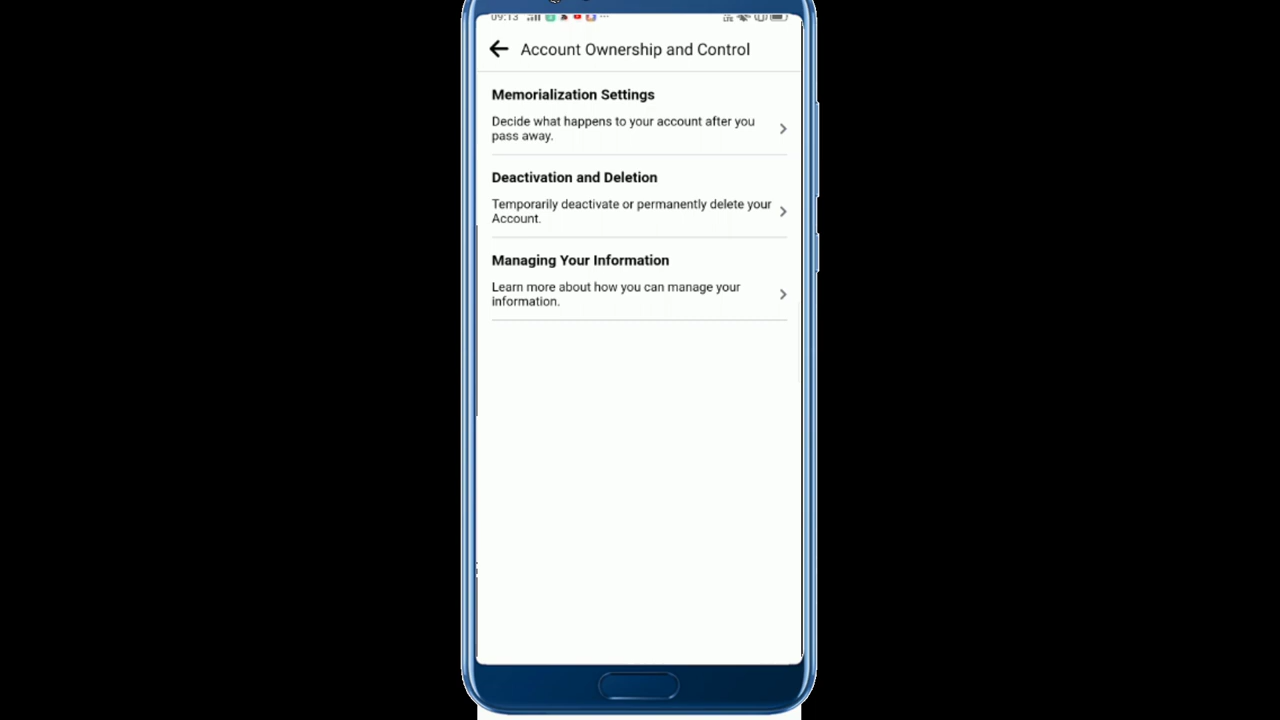 09:13
Account Ownership and Control
Memorialization Settings
Decide what happens to your account after you
pass away.
Deactivation and Deletion
Temporarily deactivate or permanently delete your
Account.
Managing Your Information
Learn more about how you can manage your
information.